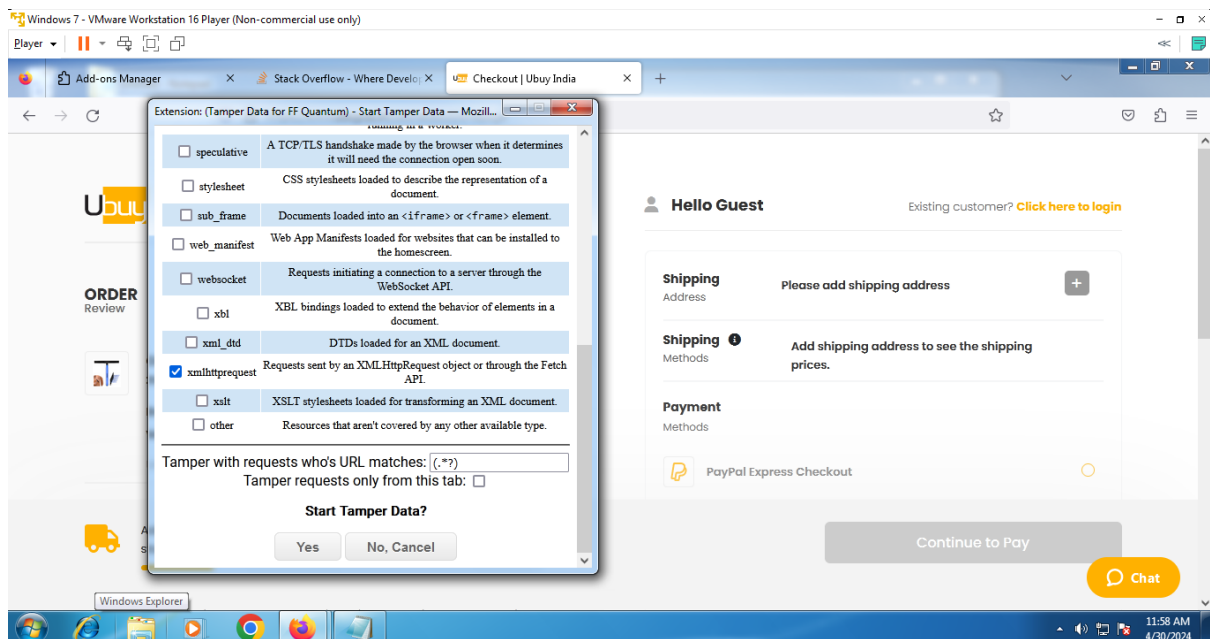 Windows 7 - VMware Workstation 16 Player (Non-commercial use only)
Player
Add-ons Manager
Stack Overflow - Where Develop
Checkout | Ubuy India
Extension: (Tamper Data for FF Quantum) - Start Tamper Data — Mozill...
running in a worker.
speculative
A TCP/TLS handshake made by the browser when it determines
it will need the connection open soon.
stylesheet
CSS stylesheets loaded to describe the representation of a
document.
sub_frame
Documents loaded into an <iframe> or <frame> element.
web_manifest
Web App Manifests loaded for websites that can be installed to
the homescreen.
websocket
Requests initiating a connection to a server through the
WebSocket API.
xbl
XBL bindings loaded to extend the behavior of elements in a
document.
xml_dtd
DTDs loaded for an XML document.
xmlhttprequest
Requests sent by an XMLHttpRequest object or through the Fetch
API.
xslt
XSLT stylesheets loaded for transforming an XML document.
other
Resources that aren't covered by any other available type.
Tamper with requests who's URL matches: (.*?)
Tamper requests only from this tab:
Start Tamper Data?
Yes
No, Cancel
Ubuy
ORDER
Review
Hello Guest
Existing customer? Click here to login
Shipping
Address
Please add shipping address
Shipping
Methods
Add shipping address to see the shipping
prices.
Payment
Methods
PayPal Express Checkout
Continue to Pay
Chat
Windows Explorer
11:58 AM
4/30/2024